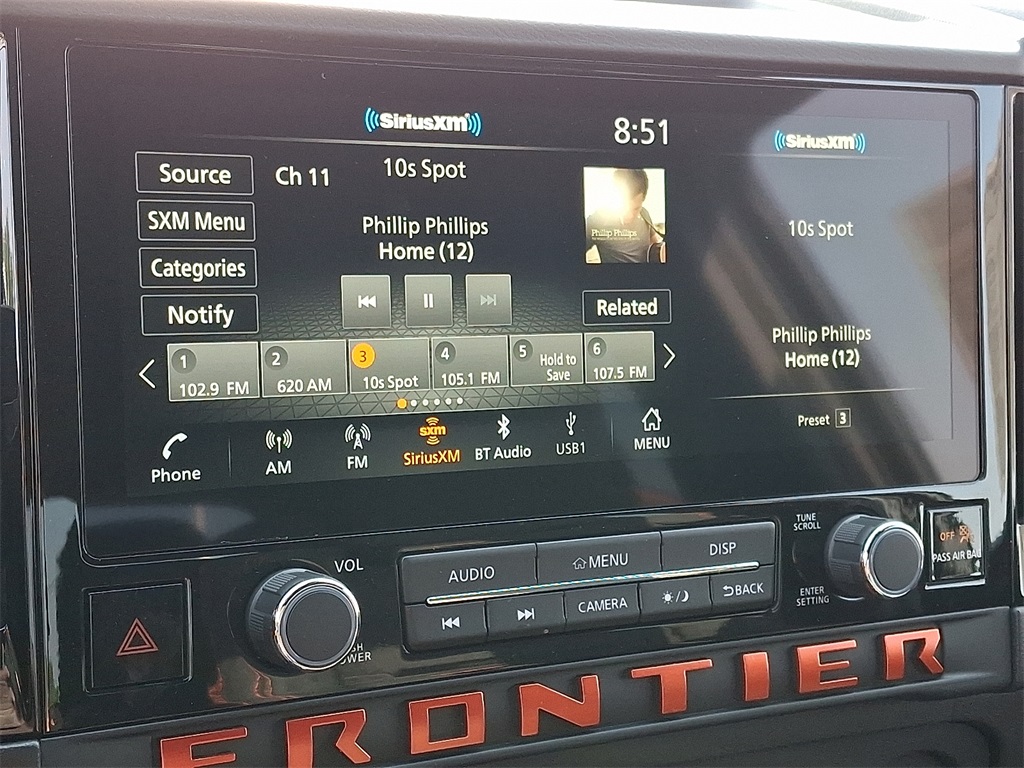 SiriusXM
8:51
SiriusXM
Source
Ch 11
10s Spot
SXM Menu
Phillip Phillips
Home (12)
Phillip Phillips
10s Spot
Categories
Notify
Related
Phillip Phillips
Home (12)
1
102.9 FM
2
620 AM
3
10s Spot
4
105.1 FM
5
Hold to
Save
6
107.5 FM
Preset 3
Phone
AM
FM
sxm
SiriusXM
BT Audio
USB1
MENU
VOL
AUDIO
MENU
DISP
TUNE
SCROLL
OFF
PASS AIR BAG
CAMERA
BACK
ENTER
SETTING
FRONTIER